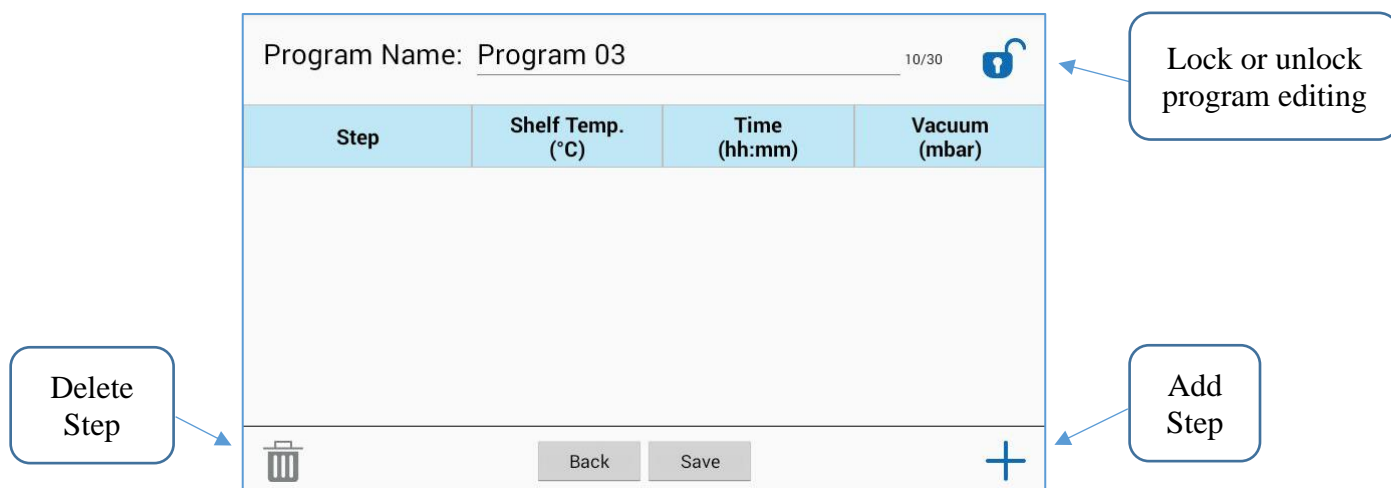 Program Name: Program 03 10/30
Lock or unlock
program editing
Step
Shelf Temp.
(°C)
Time
(hh:mm)
Vacuum
(mbar)
Delete
Step
Add
Step
Back
Save